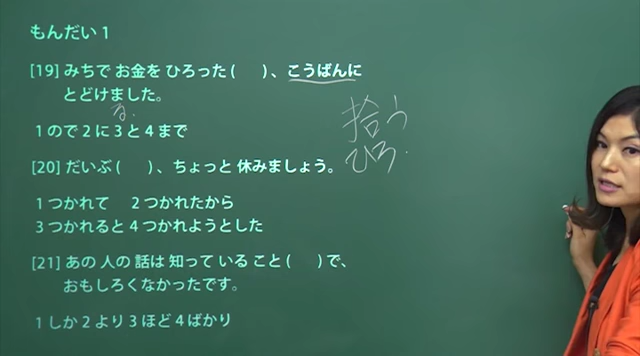 もんだい 1
[19] みちで お金を ひろった (　　)、こうばんに
とどけました。
る.
1 ので 2 に 3 と 4 まで
拾う
ひろ.
[20] だいぶ (　　)、ちょっと 休みましょう。
1 つかれて　2 つかれたから
3 つかれると 4 つかれようとした
[21] あの 人の 話は 知って いる こと (　　) で、
おもしろくなかったです。
1 しか 2 より 3 ほど 4 ばかり